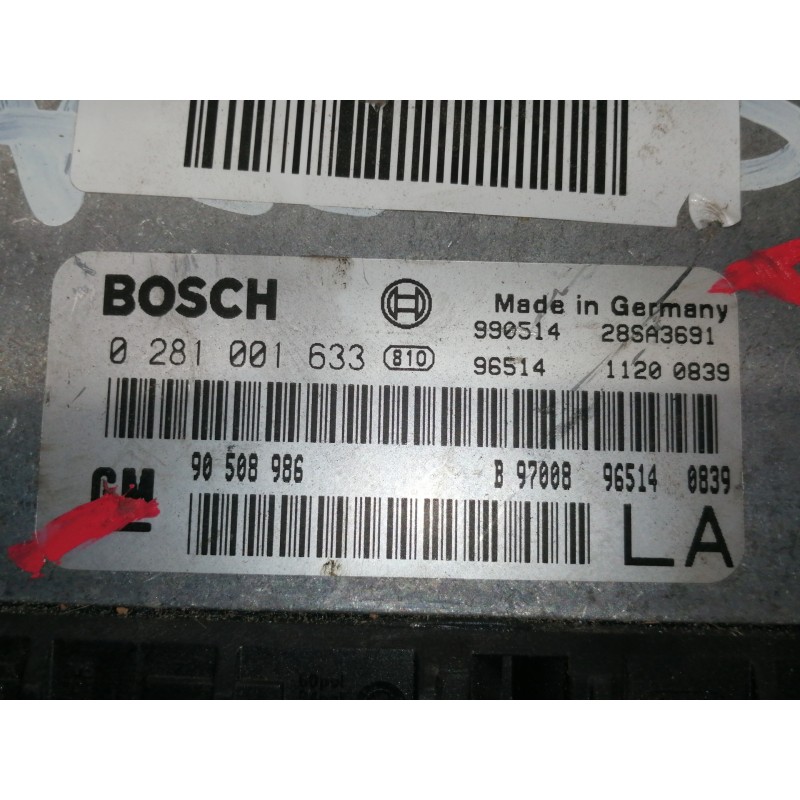 BOSCH
Made in Germany
990514 28SA3691
0 281 001 633 810 96514 1120 0839
90 508 986 B 97008 96514 0839
GM
LA